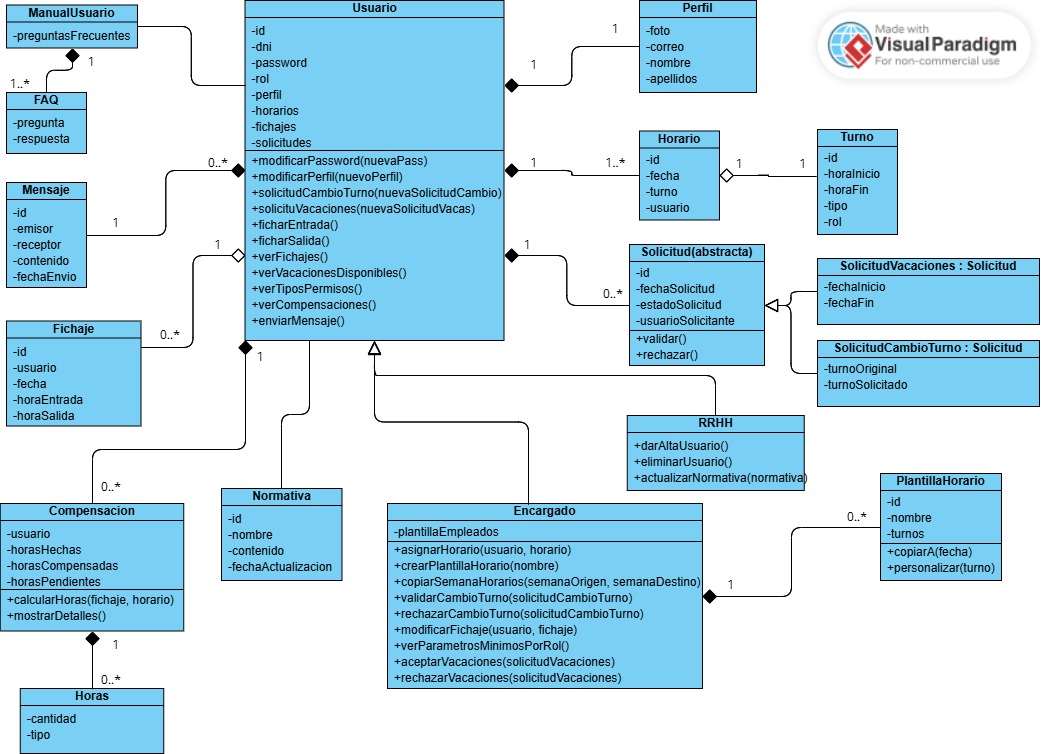 ManualUsuario
-preguntasFrecuentes
1
1..*
FAQ
-pregunta
-respuesta
Mensaje
-id
-emisor
-receptor
-contenido
-fechaEnvio
0..*
1
Fichaje
-id
-usuario
-fecha
-horaEntrada
-horaSalida
1
0..*
Usuario
-id
-dni
-password
-rol
-perfil
-horarios
-fichajes
-solicitudes
+modificarPassword(nuevaPass)
+modificarPerfil(nuevoPerfil)
+solicitudCambioTurno(nuevaSolicitudCambio)
+solicituVacaciones(nuevaSolicitudVacas)
+ficharEntrada()
+ficharSalida()
+verFichajes()
+verVacacionesDisponibles()
+verTiposPermisos()
+verCompensaciones()
+enviarMensaje()
1
1
Perfil
-foto
-correo
-nombre
-apellidos
Made with
VisualParadigm
For non-commercial use
1
1..*
Horario
-id
-fecha
-turno
-usuario
1
1
Turno
-id
-horaInicio
-horaFin
-tipo
-rol
1
0..*
Solicitud(abstracta)
-id
-fechaSolicitud
-estadoSolicitud
-usuarioSolicitante
+validar()
+rechazar()
SolicitudVacaciones : Solicitud
-fechaInicio
-fechaFin
SolicitudCambioTurno : Solicitud
-turnoOriginal
-turnoSolicitado
1
0..*
Compensacion
-usuario
-horasHechas
-horasCompensadas
-horasPendientes
+calcularHoras(fichaje, horario)
+mostrarDetalles()
1
0..*
Horas
-cantidad
-tipo
Normativa
-id
-nombre
-contenido
-fechaActualizacion
RRHH
+darAltaUsuario()
+eliminarUsuario()
+actualizarNormativa(normativa)
Encargado
-plantillaEmpleados
+asignarHorario(usuario, horario)
+crearPlantillaHorario(nombre)
+copiarSemanaHorarios(semanaOrigen, semanaDestino)
+validarCambioTurno(solicitudCambioTurno)
+rechazarCambioTurno(solicitudCambioTurno)
+modificarFichaje(usuario, fichaje)
+verParametrosMinimosPorRol()
+aceptarVacaciones(solicitudVacaciones)
+rechazarVacaciones(solicitudVacaciones)
1
0..*
PlantillaHorario
-id
-nombre
-turnos
+copiarA(fecha)
+personalizar(turno)